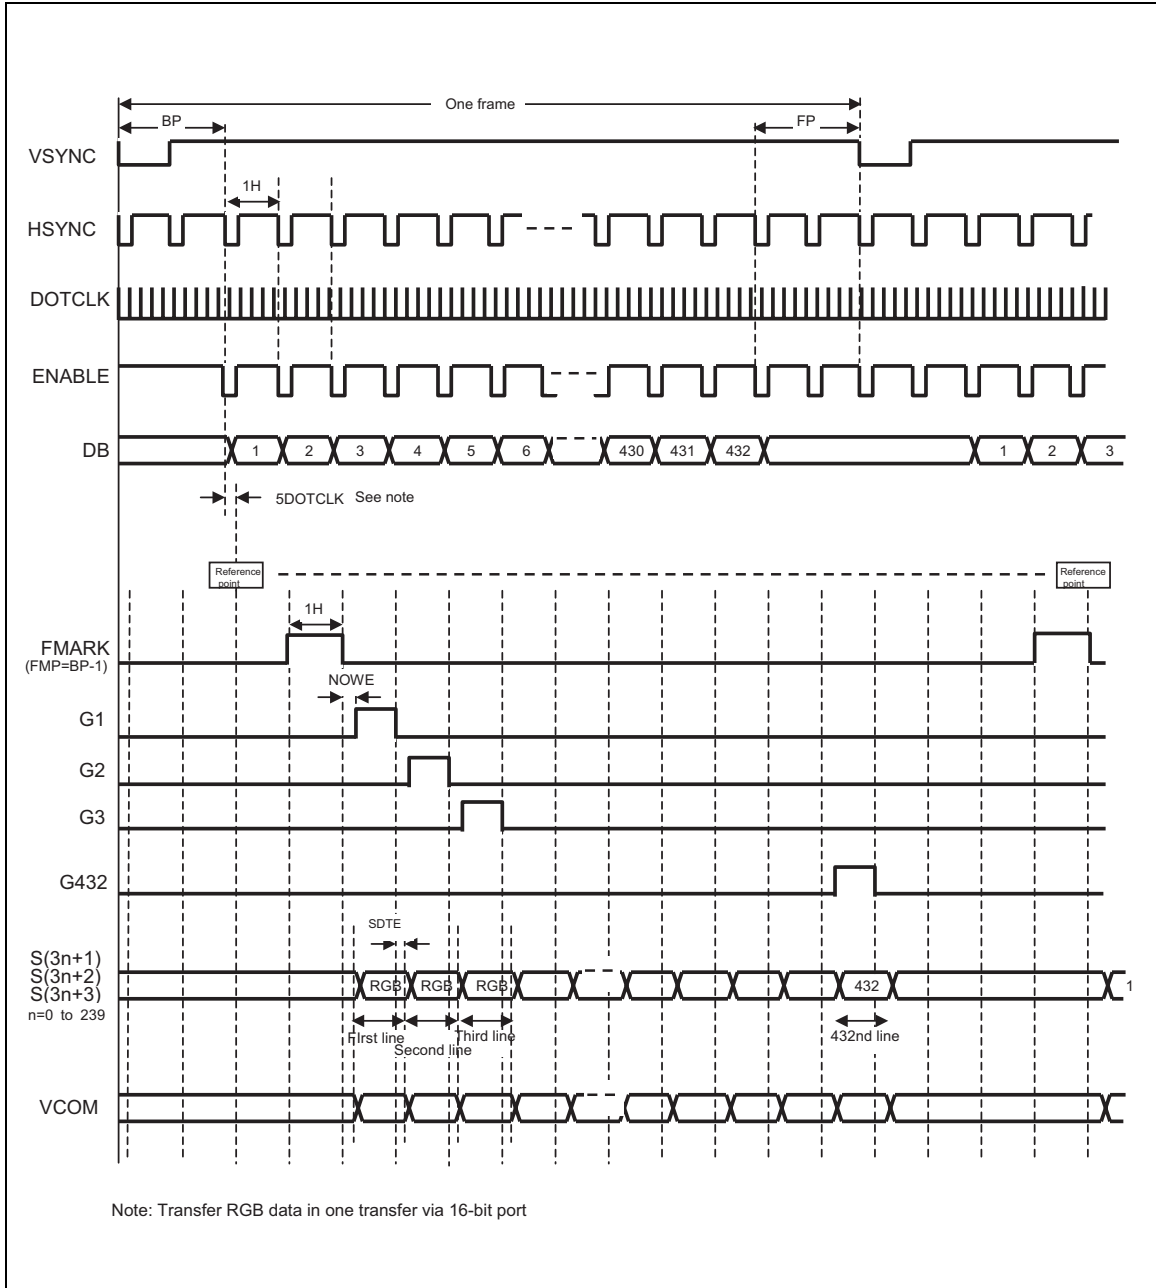 One frame
BP
FP
VSYNC
1H
HSYNC
DOTCLK
ENABLE
DB
1 2 3 4 5 6 430 431 432 1 2 3
5DOTCLK See note
Reference
point
Reference
point
1H
FMARK
(FMP=BP-1)
NOWE
G1
G2
G3
G432
SDTE
S(3n+1)
S(3n+2)
S(3n+3)
n=0 to 239
RGB RGB RGB 432 1
FIrst line
Second line
Third line
432nd line
VCOM
Note: Transfer RGB data in one transfer via 16-bit port